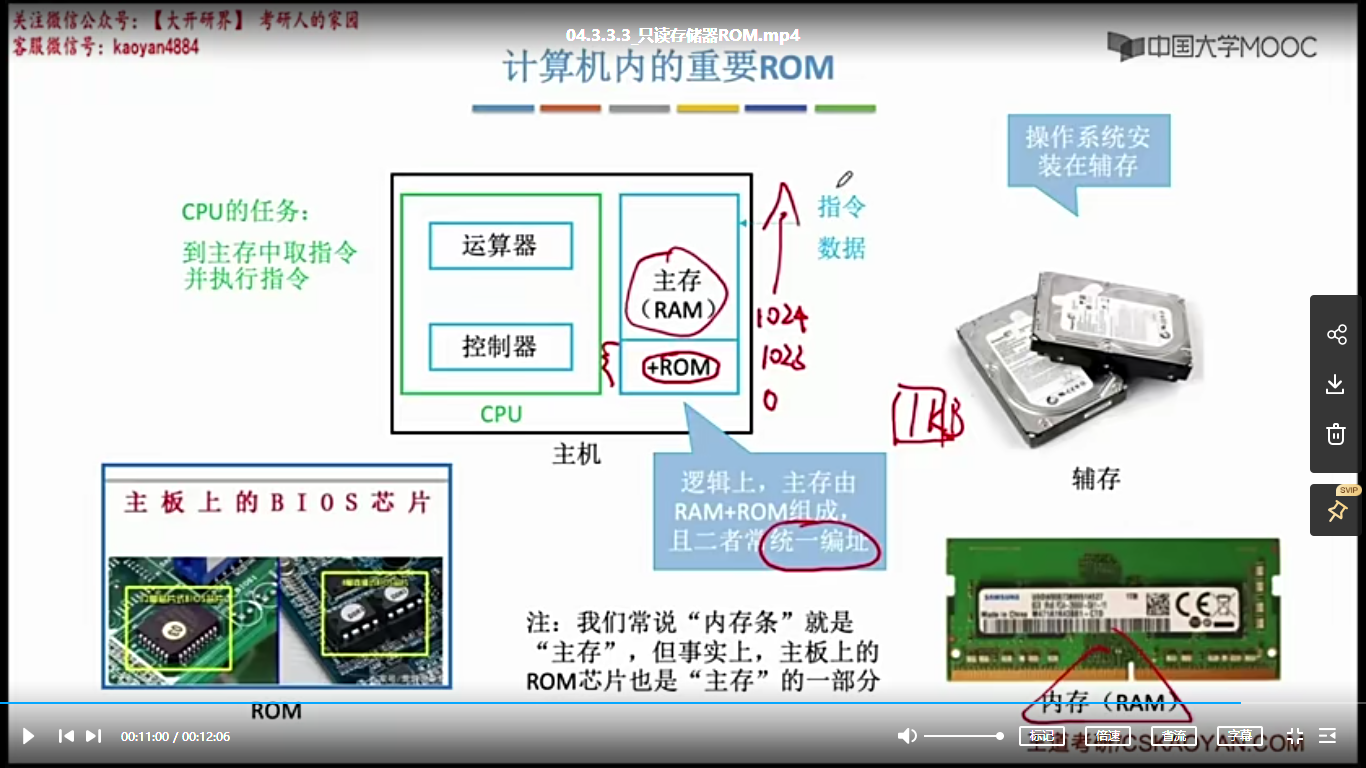 关注微信公众号：【大开研界】 考研人的家园
客服微信号：kaoyan4884
04.3.3.3_只读存储器ROM.mp4
中国大学MOOC
计算机内的重要ROM
操作系统安
装在辅存
CPU的任务：
到主存中取指令
并执行指令
运算器
控制器
CPU
主存
（RAM）
+ROM
主机
指令
数据
1024
1023
0
1KB
辅存
逻辑上，主存由
RAM+ROM组成，
且二者常统一编址
主板上的BIOS芯片
ROM
注：我们常说“内存条”就是
“主存”，但事实上，主板上的
ROM芯片也是“主存”的一部分
SAMSUNG
内存（RAM）
SVIP
00:11:00 / 00:12:06
标记
倍速
查流
字幕
王道考研/CSKAOYAN.COM